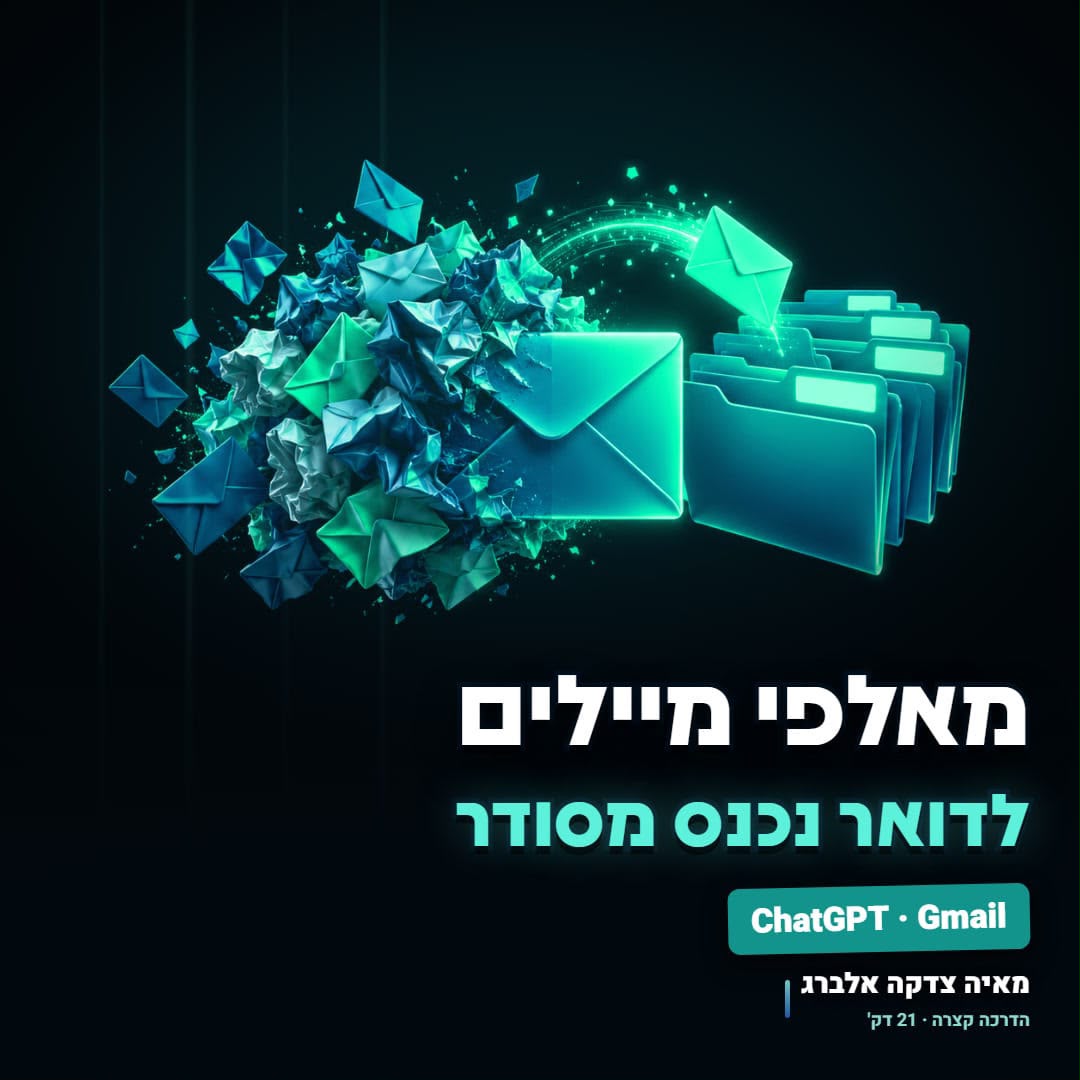 מאלפי מיילים
לדואר נכנס מסודר
ChatGPT · Gmail
מאיה צדקה אלברג
הדרכה קצרה · 21 דק'